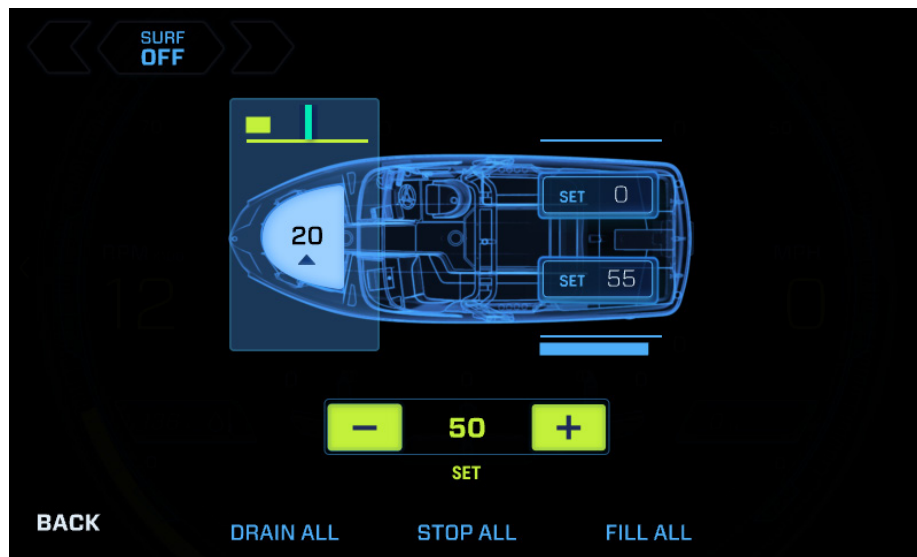 SURF
OFF
20
SET 0
SET 55
− 50 +
SET
BACK
DRAIN ALL
STOP ALL
FILL ALL